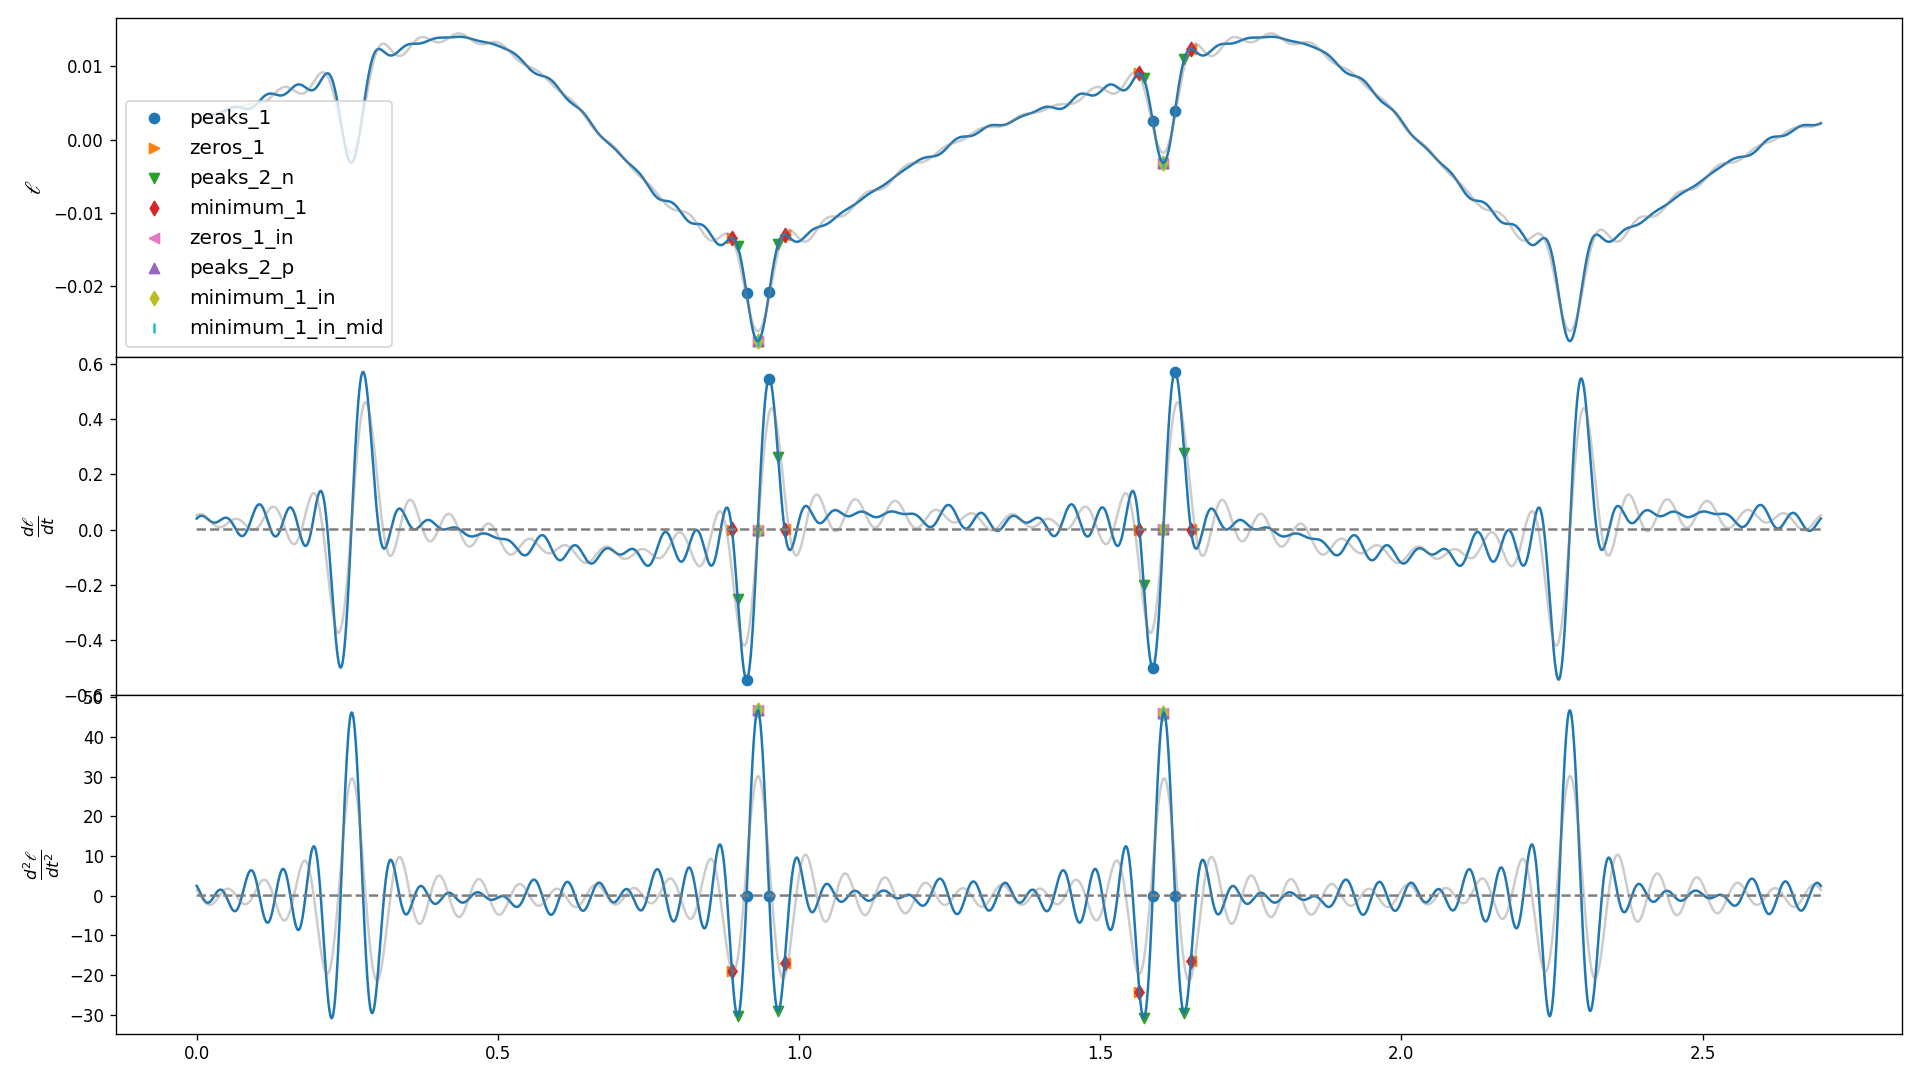 0.01
0.00
−0.01
−0.02
ℓ
peaks_1
zeros_1
peaks_2_n
minimum_1
zeros_1_in
peaks_2_p
minimum_1_in
minimum_1_in_mid
0.6
0.4
0.2
0.0
−0.2
−0.4
−0.6
dℓ
dt
50
40
30
20
10
0
−10
−20
−30
d²ℓ
dt²
0.0 0.5 1.0 1.5 2.0 2.5